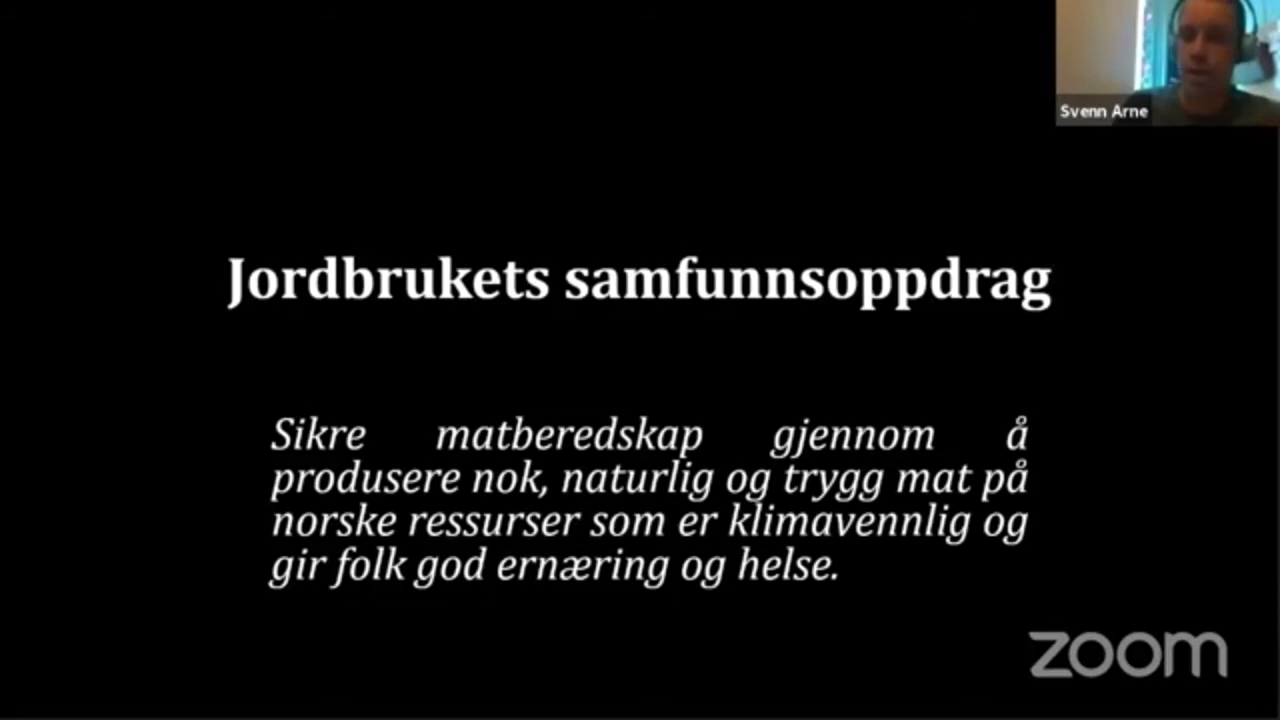 Svenn Arne
Jordbrukets samfunnsoppdrag
Sikre matberedskap gjennom å
produsere nok, naturlig og trygg mat på
norske ressurser som er klimavennlig og
gir folk god ernæring og helse.
zoom